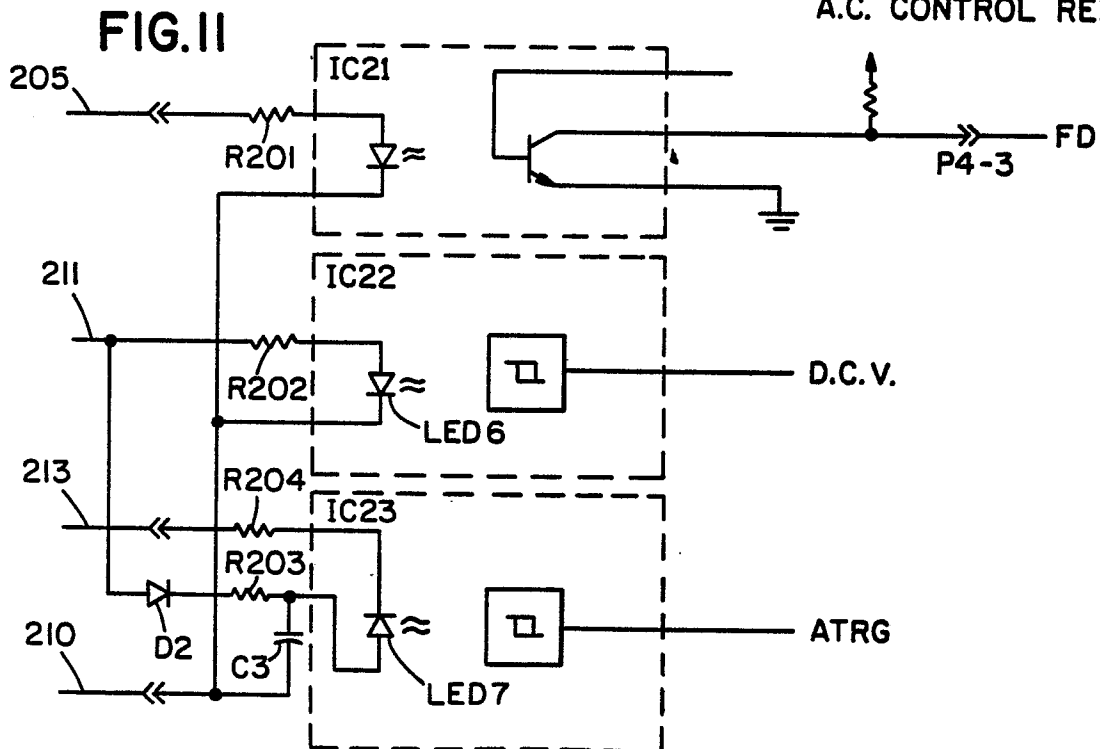 A.C. CONTROL RE
FIG.11
IC21
205
R201
FD
P4-3
211
IC22
R202
LED6
D.C.V.
213
R204
IC23
R203
D2
C3
210
LED7
ATRG